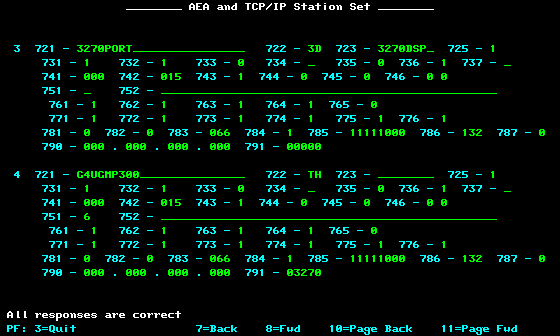 AEA and TCP/IP Station Set
3 721 - 3270PORT 722 - 3D 723 - 3270DSP_ 725 - 1
731 - 1 732 - 1 733 - 0 734 - _ 735 - 0 736 - 1 737 - _
741 - 000 742 - 015 743 - 1 744 - 0 745 - 0 746 - 0 0
751 - _ 752 -
761 - 1 762 - 1 763 - 1 764 - 1 765 - 0
771 - 1 772 - 1 773 - 1 774 - 1 775 - 1 776 - 1
781 - 0 782 - 0 783 - 066 784 - 1 785 - 11111000 786 - 132 787 - 0
790 - 000 . 000 . 000 . 000 791 - 00000
4 721 - G4UGMP300 722 - TH 723 - 725 - 1
731 - 1 732 - 1 733 - 0 734 - _ 735 - 0 736 - 1 737 - _
741 - 000 742 - 015 743 - 1 744 - 0 745 - 0 746 - 0 0
751 - 6 752 -
761 - 1 762 - 1 763 - 1 764 - 1 765 - 0
771 - 1 772 - 1 773 - 1 774 - 1 775 - 1 776 - 1
781 - 0 782 - 0 783 - 066 784 - 1 785 - 11111000 786 - 132 787 - 0
790 - 000 . 000 . 000 . 000 791 - 03270
All responses are correct
PF: 3=Quit 7=Back 8=Fwd 10=Page Back 11=Page Fwd